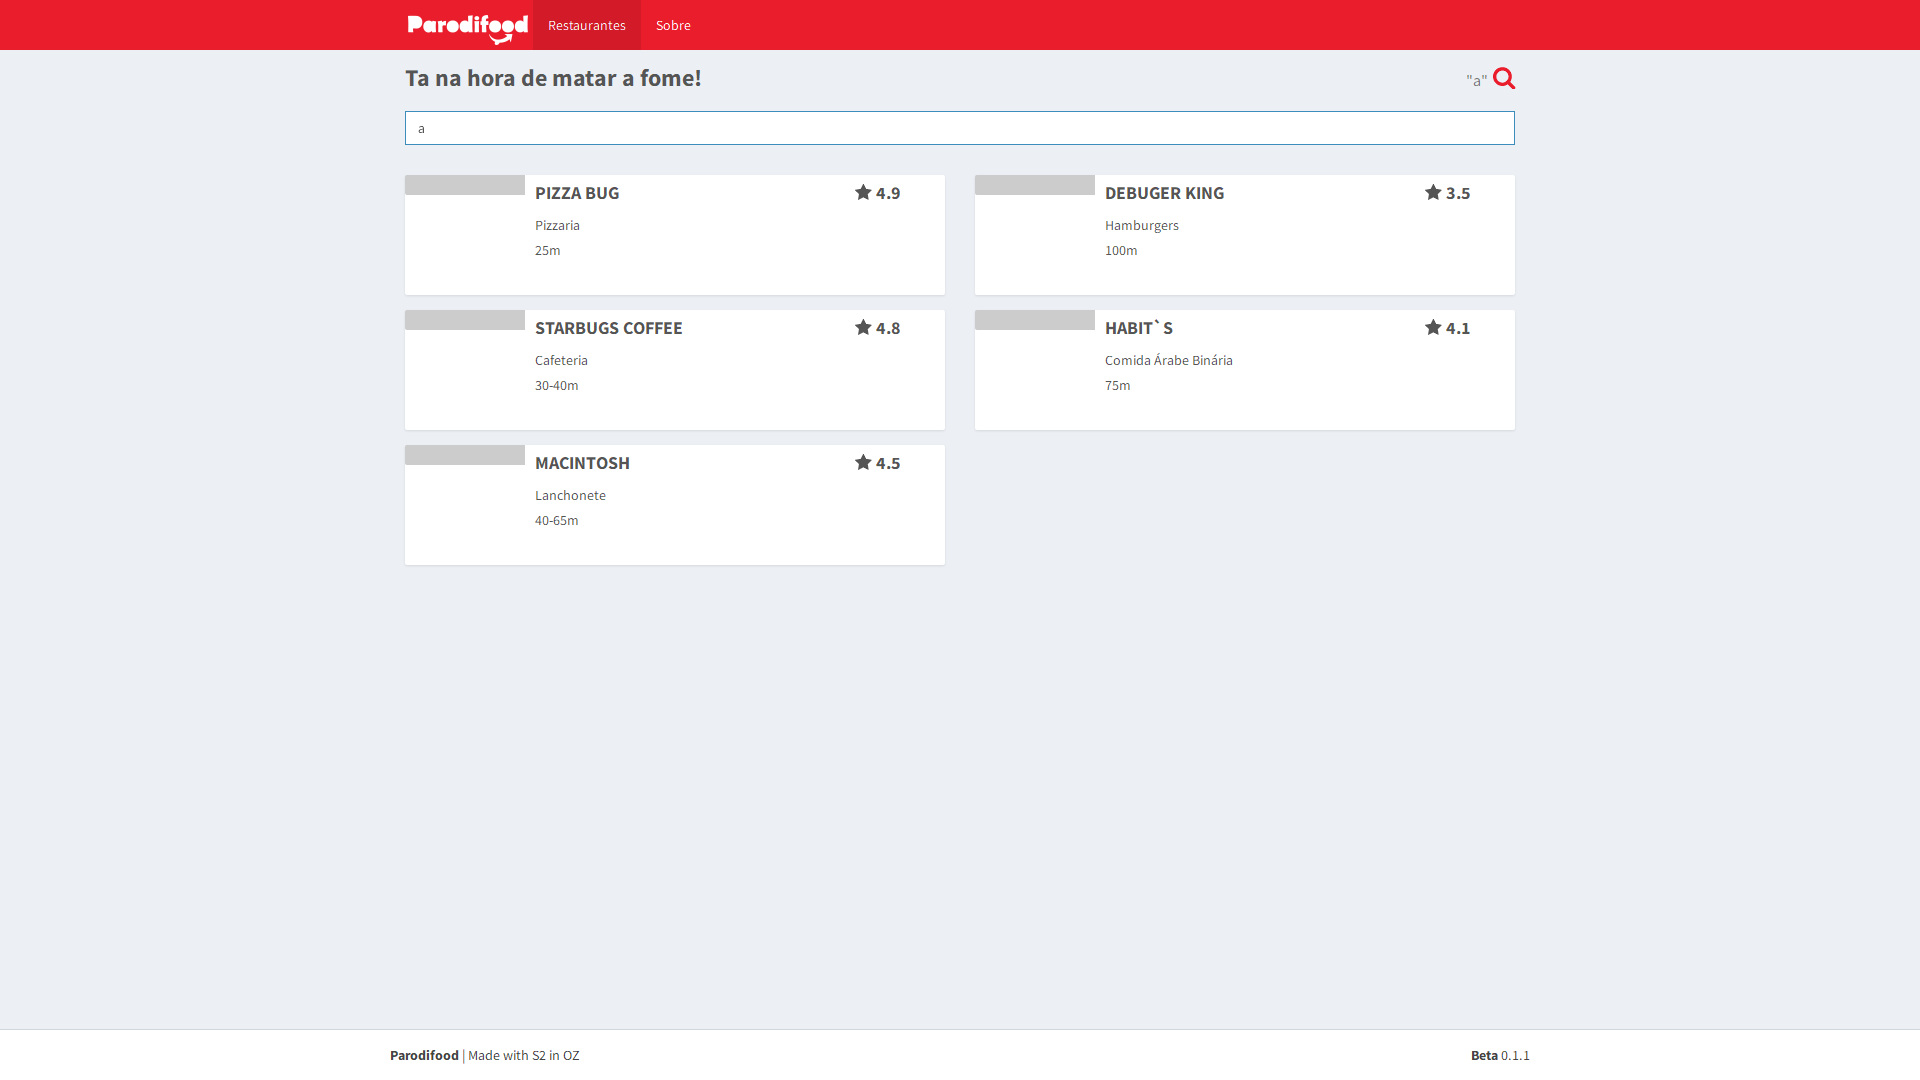 Parodifood Restaurantes Sobre
Ta na hora de matar a fome! "a"
a
PIZZA BUG 4.9
Pizzaria
25m
DEBUGER KING 3.5
Hamburgers
100m
STARBUGS COFFEE 4.8
Cafeteria
30-40m
HABIT`S 4.1
Comida Árabe Binária
75m
MACINTOSH 4.5
Lanchonete
40-65m
Parodifood | Made with S2 in OZ
Beta 0.1.1